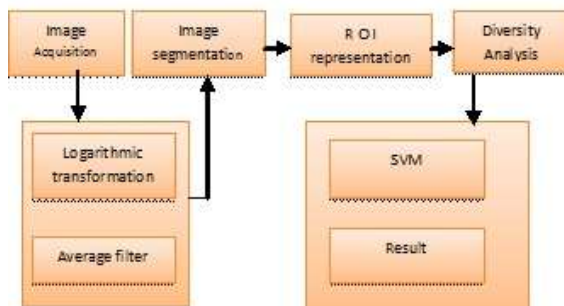 Image
Acquisition
Image
segmentation
R O I
representation
Diversity
Analysis
Logarithmic
transformation
Average filter
SVM
Result